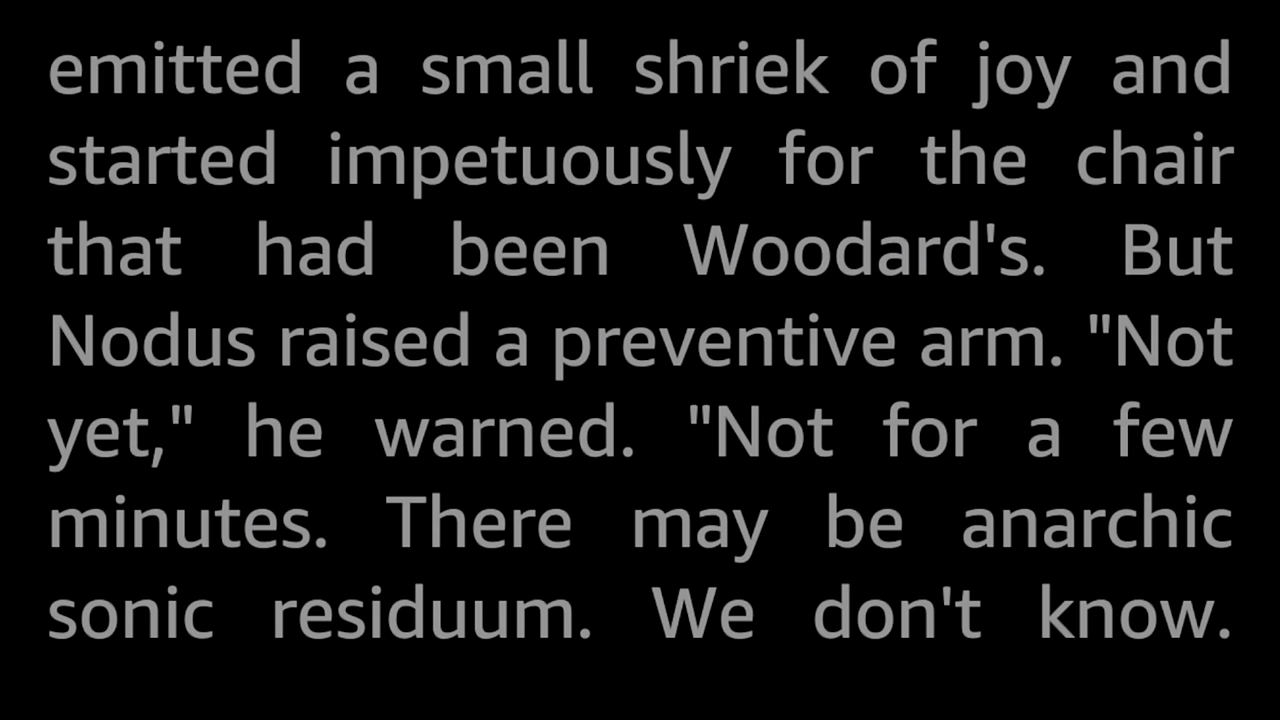 emitted a small shriek of joy and
started impetuously for the chair
that had been Woodard's. But
Nodus raised a preventive arm. "Not
yet," he warned. "Not for a few
minutes. There may be anarchic
sonic residuum. We don't know.